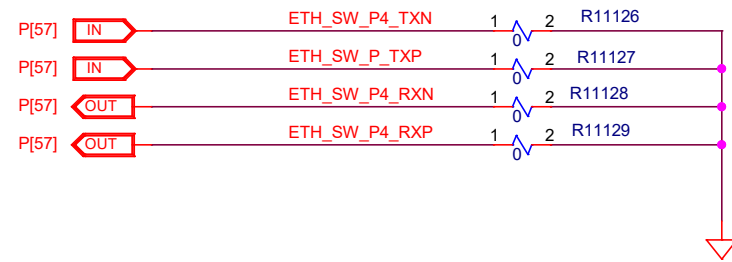 P[57] IN ETH_SW_P4_TXN 1 0 2 R11126
P[57] IN ETH_SW_P_TXP 1 0 2 R11127
P[57] OUT ETH_SW_P4_RXN 1 0 2 R11128
P[57] OUT ETH_SW_P4_RXP 1 0 2 R11129